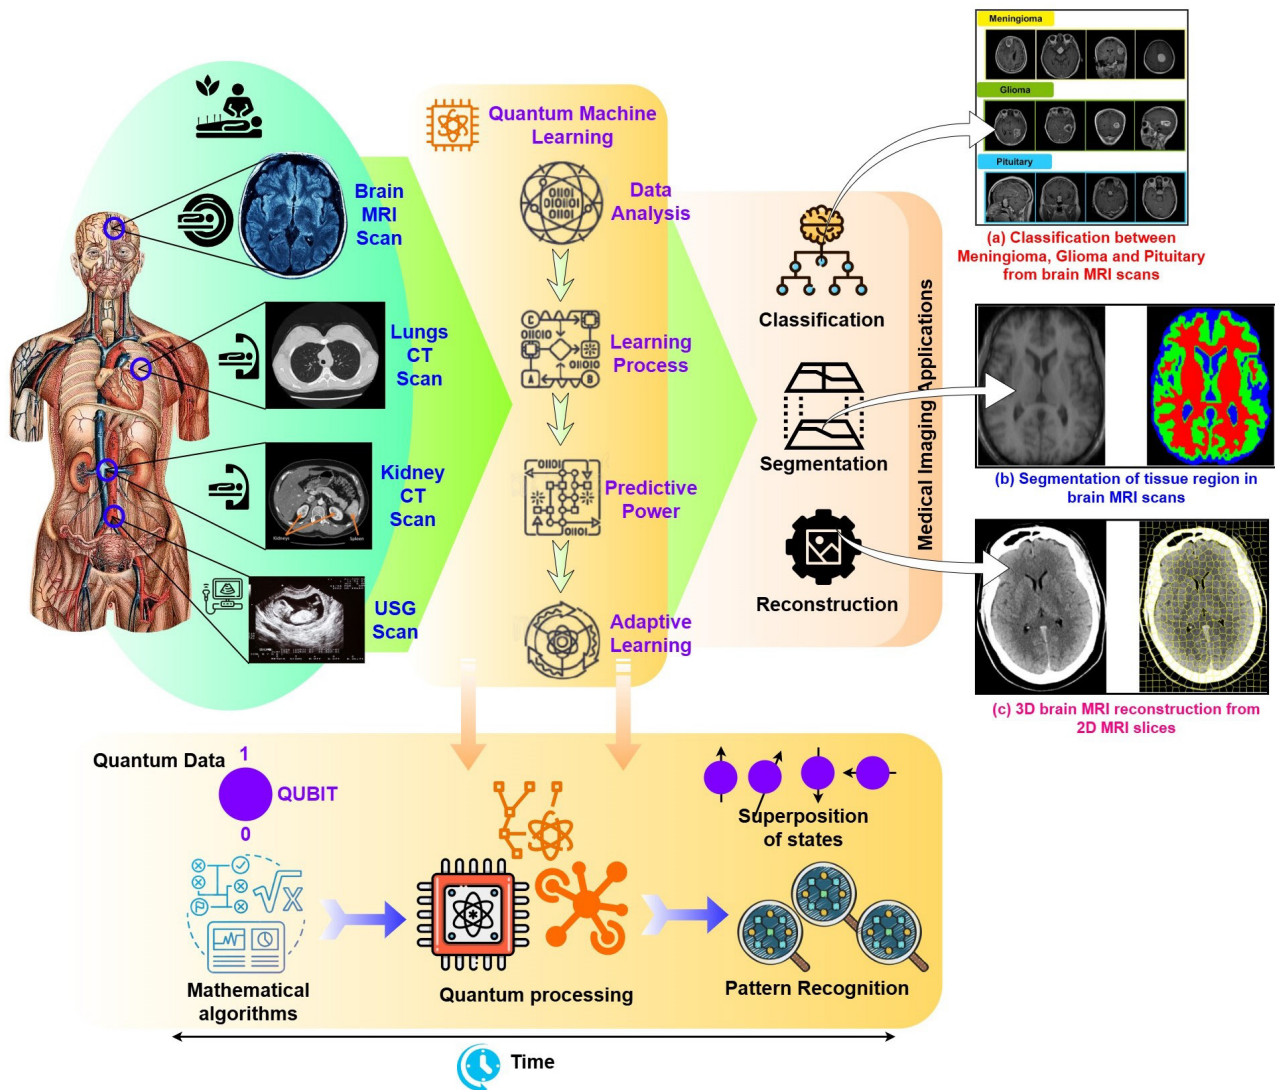 Brain
MRI
Scan
Lungs
CT
Scan
Kidney
CT
Scan
Kidneys
Spleen
USG
Scan
Quantum Machine
Learning
Data
Analysis
Learning
Process
Predictive
Power
Adaptive
Learning
Classification
Segmentation
Reconstruction
Medical Imaging Applications
Meningioma
Glioma
Pituitary
(a) Classification between
Meningioma, Glioma and Pituitary
from brain MRI scans
(b) Segmentation of tissue region in
brain MRI scans
(c) 3D brain MRI reconstruction from
2D MRI slices
Quantum Data
1
QUBIT
0
Mathematical
algorithms
Quantum processing
Superposition
of states
Pattern Recognition
Time